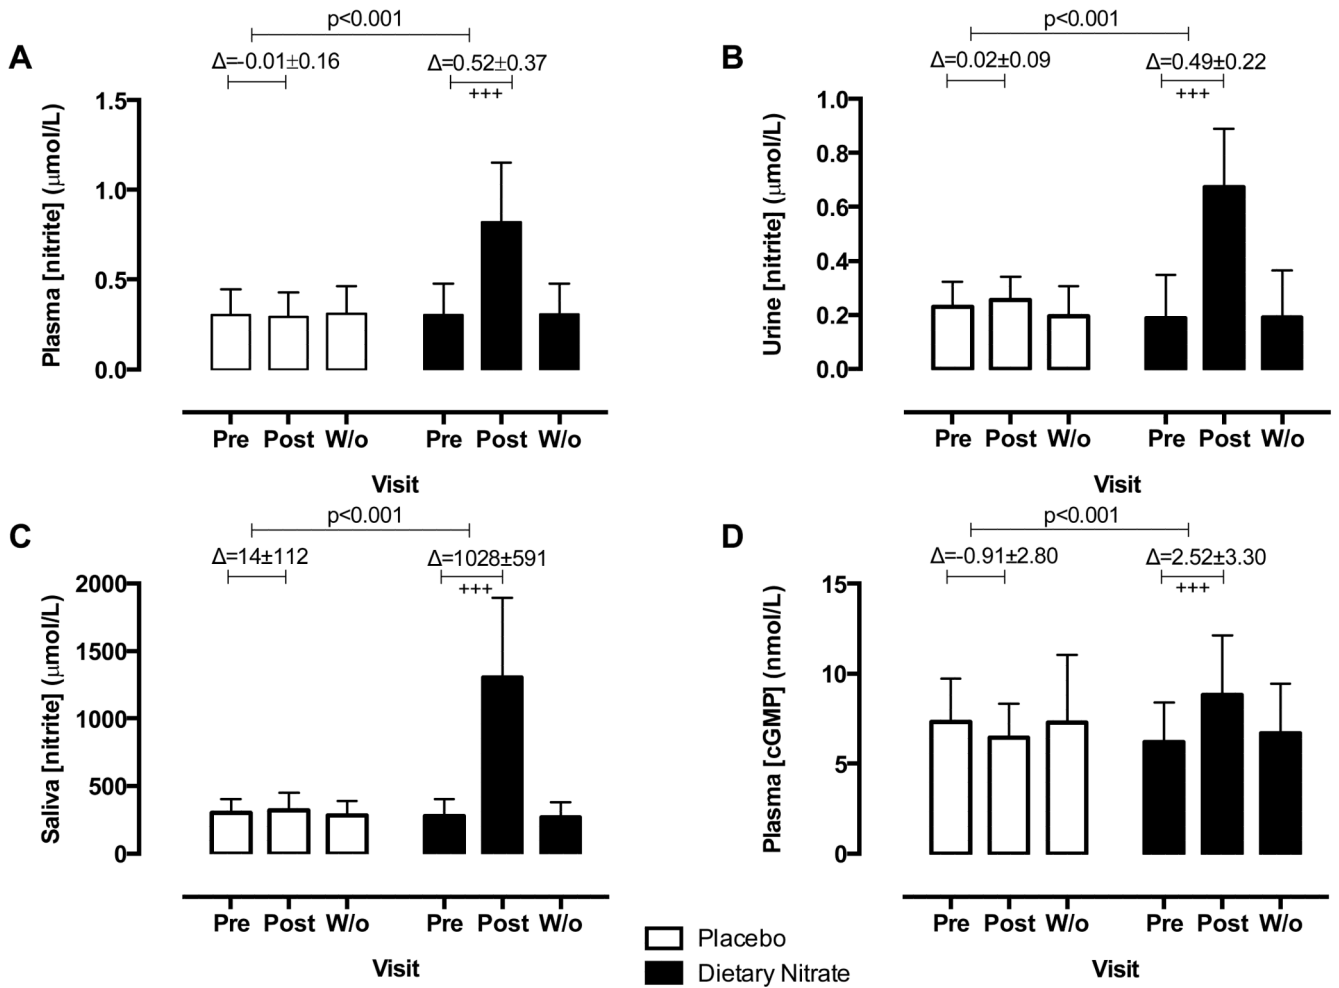 A
p<0.001
Δ=-0.01±0.16
Δ=0.52±0.37
+++
Plasma [nitrite] (μmol/L)
1.5
1.0
0.5
0.0
Pre Post W/o Pre Post W/o
Visit
B
p<0.001
Δ=0.02±0.09
Δ=0.49±0.22
+++
Urine [nitrite] (μmol/L)
1.0
0.8
0.6
0.4
0.2
0.0
Pre Post W/o Pre Post W/o
Visit
C
p<0.001
Δ=14±112
Δ=1028±591
+++
Saliva [nitrite] (μmol/L)
2000
1500
1000
500
0
Pre Post W/o Pre Post W/o
Visit
D
p<0.001
Δ=-0.91±2.80
Δ=2.52±3.30
+++
Plasma [cGMP] (nmol/L)
15
10
5
0
Pre Post W/o Pre Post W/o
Visit
Placebo
Dietary Nitrate